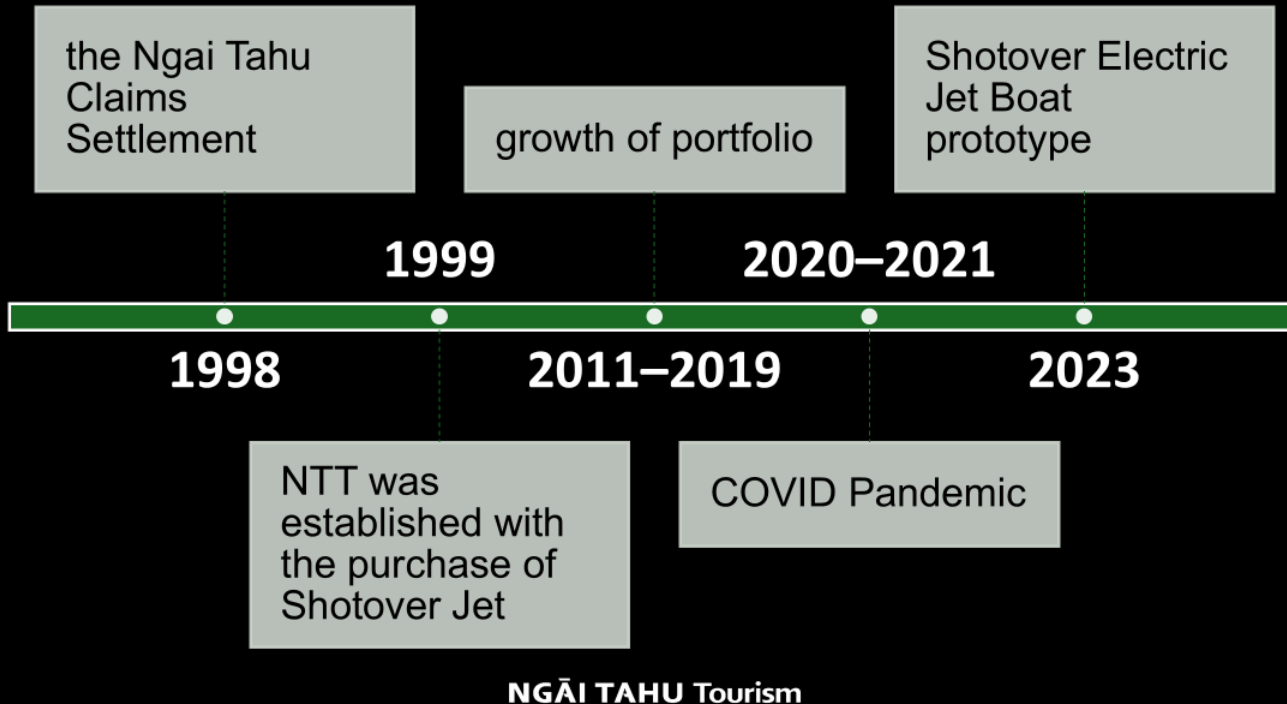 the Ngai Tahu
Claims
Settlement
growth of portfolio
Shotover Electric
Jet Boat
prototype
1999
2020–2021
1998
2011–2019
2023
NTT was
established with
the purchase of
Shotover Jet
COVID Pandemic
NGĀI TAHU Tourism